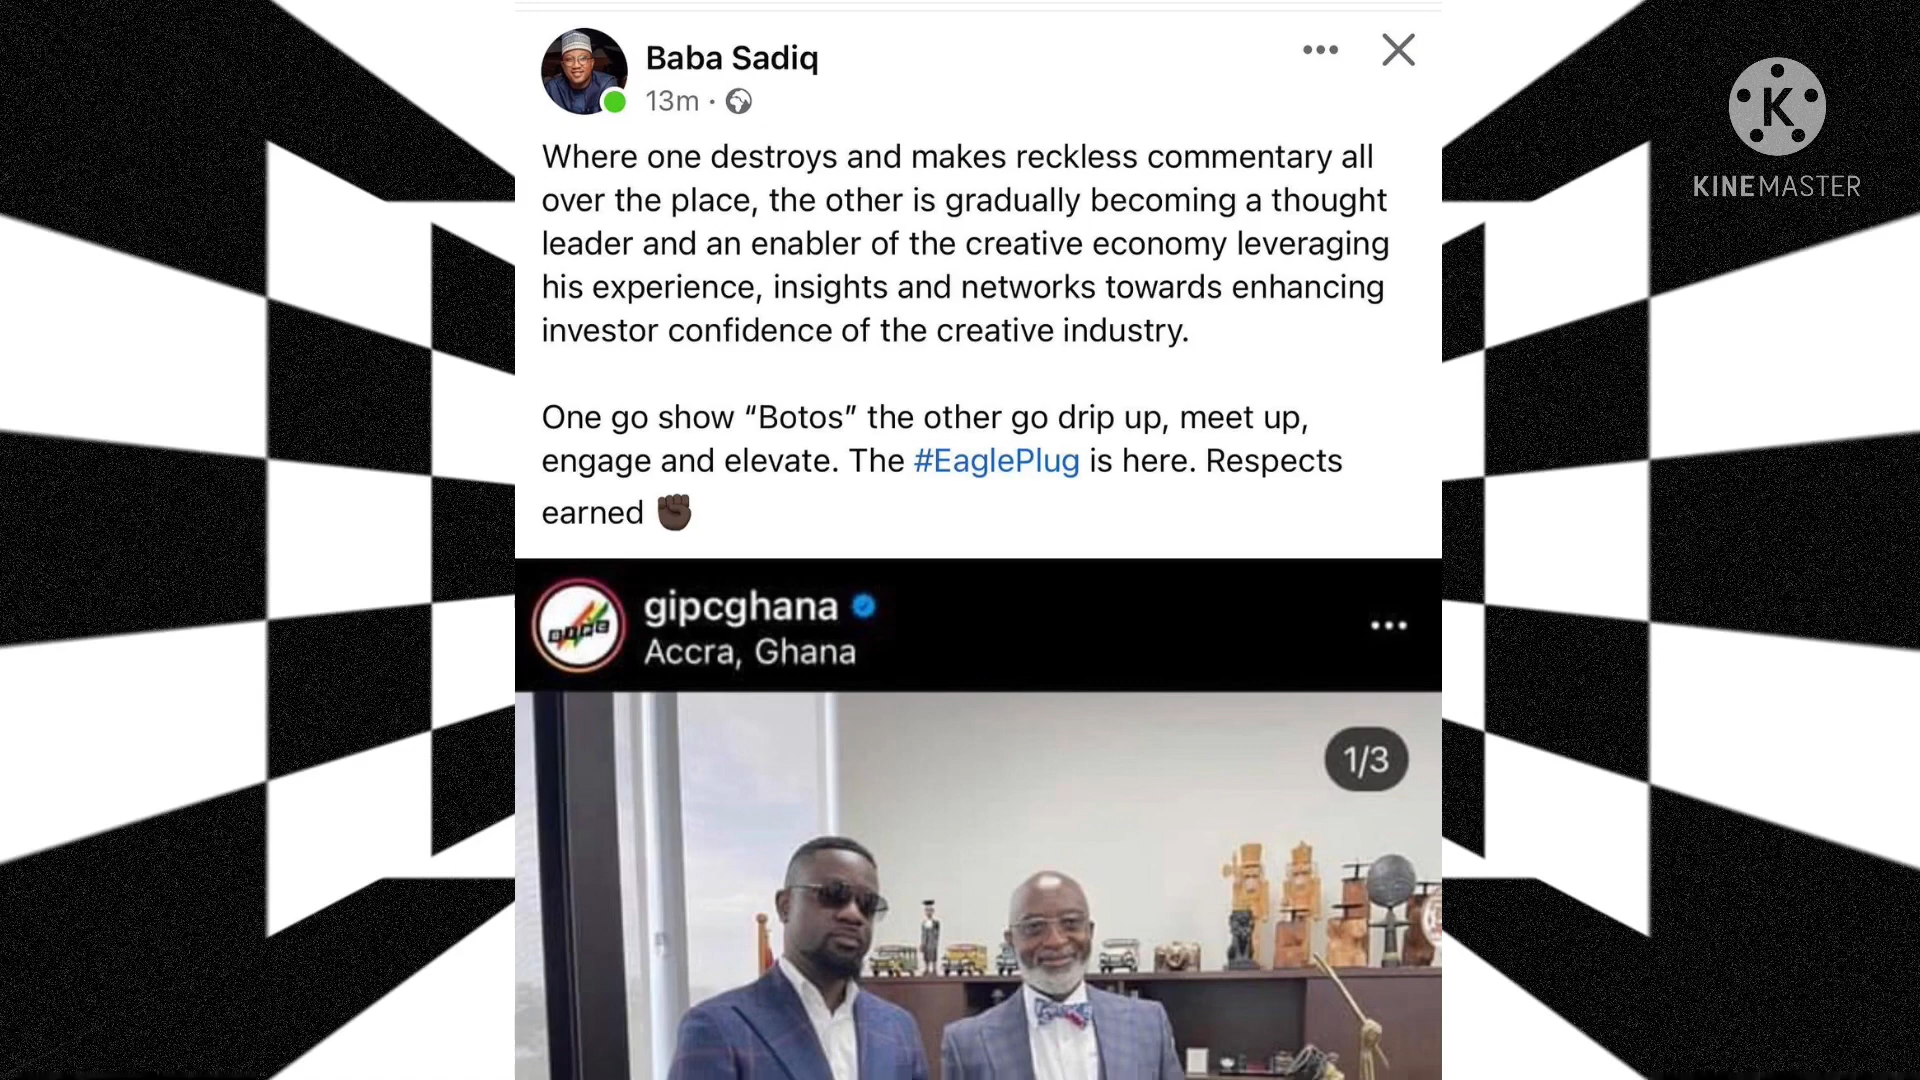 Baba Sadiq
13m ·
Where one destroys and makes reckless commentary all
over the place, the other is gradually becoming a thought
leader and an enabler of the creative economy leveraging
his experience, insights and networks towards enhancing
investor confidence of the creative industry.
One go show “Botos” the other go drip up, meet up,
engage and elevate. The #EaglePlug is here. Respects
earned ✊🏿
gipcghana
Accra, Ghana
1/3
K
KINEMASTER